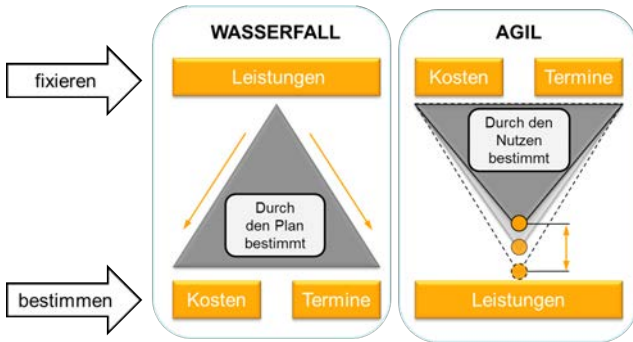 WASSERFALL
AGIL
fixieren
Leistungen
Kosten
Termine
Durch den
Nutzen
bestimmt
Durch
den Plan
bestimmt
bestimmen
Kosten
Termine
Leistungen